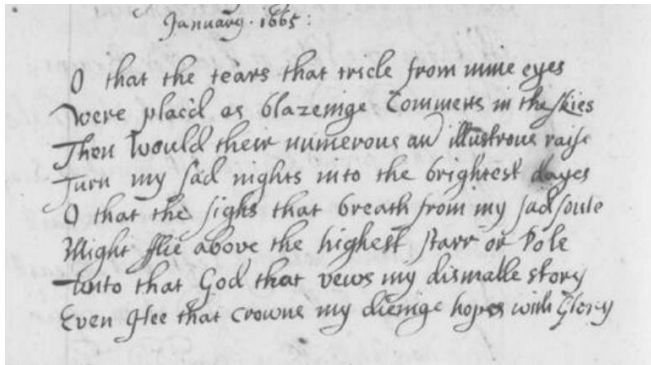 January. 1665:
O that the tears that tricle from mine eyes
Were placd as blazeinge Commets in the skies
Then would their numerous and illustrous raise
Turn my sad nights into the brightest dayes
O that the sighs that breath from my sad soule
Might flie above the highest starr or Pole
Unto that God that vews my dismalle story
Even Hee that crowns my dieinge hopes with Glory